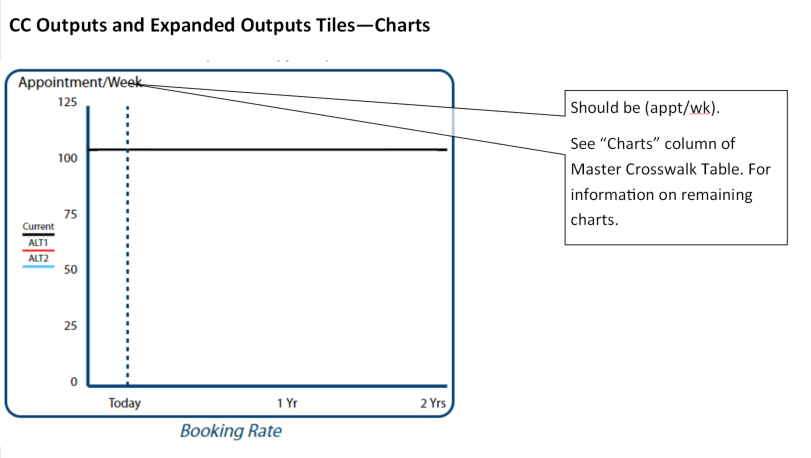 CC Outputs and Expanded Outputs Tiles—Charts
Appointment/Week
125
100
75
50
25
0
Current
ALT1
ALT2
Today
1 Yr
2 Yrs
Booking Rate
Should be (appt/wk).
See “Charts” column of
Master Crosswalk Table. For
information on remaining
charts.